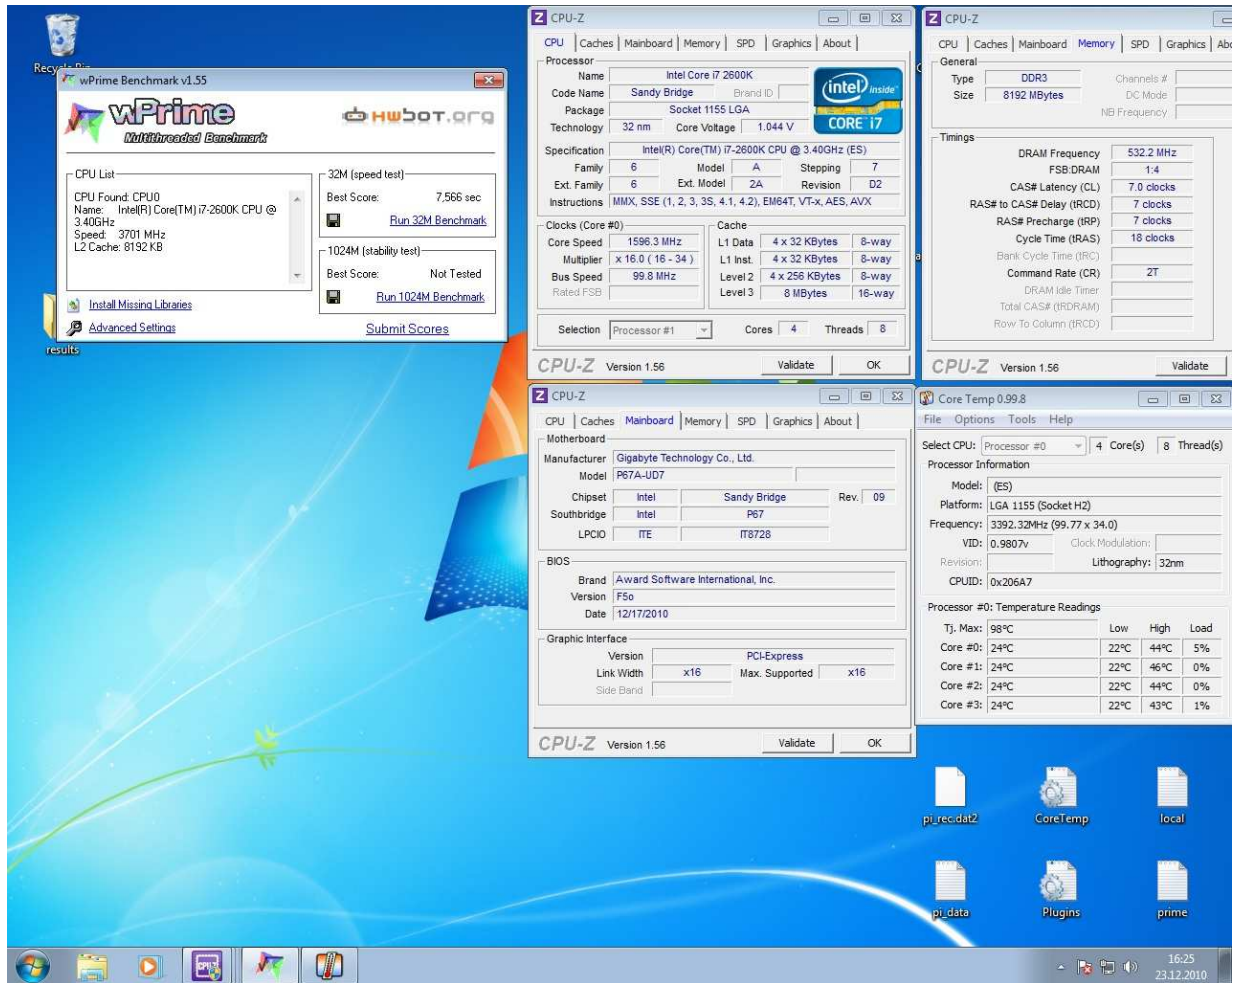 Recycle Bin
wPrime Benchmark v1.55
wPrime
Multithreaded Benchmark
hwbot.org
CPU List
CPU Found: CPU0
Name: Intel(R) Core(TM) i7-2600K CPU @
3.40GHz
Speed: 3701 MHz
L2 Cache: 8192 KB
32M (speed test)
Best Score: 7,566 sec
Run 32M Benchmark
1024M (stability test)
Best Score: Not Tested
Run 1024M Benchmark
Install Missing Libraries
Advanced Settings
Submit Scores
results
CPU-Z
CPU Caches Mainboard Memory SPD Graphics About
Processor
Name Intel Core i7 2600K
Code Name Sandy Bridge Brand ID
Package Socket 1155 LGA
Technology 32 nm Core Voltage 1.044 V
(intel) inside™
CORE i7
Specification Intel(R) Core(TM) i7-2600K CPU @ 3.40GHz (ES)
Family 6 Model A Stepping 7
Ext. Family 6 Ext. Model 2A Revision D2
Instructions MMX, SSE (1, 2, 3, 3S, 4.1, 4.2), EM64T, VT-x, AES, AVX
Clocks (Core #0)
Core Speed 1596.3 MHz
Multiplier x 16.0 ( 16 - 34 )
Bus Speed 99.8 MHz
Rated FSB
Cache
L1 Data 4 x 32 KBytes 8-way
L1 Inst. 4 x 32 KBytes 8-way
Level 2 4 x 256 KBytes 8-way
Level 3 8 MBytes 16-way
Selection Processor #1 Cores 4 Threads 8
CPU-Z Version 1.56 Validate OK
CPU-Z
CPU Caches Mainboard Memory SPD Graphics Abo
General
Type DDR3 Channels #
Size 8192 MBytes DC Mode
NB Frequency
Timings
DRAM Frequency 532.2 MHz
FSB:DRAM 1:4
CAS# Latency (CL) 7.0 clocks
RAS# to CAS# Delay (tRCD) 7 clocks
RAS# Precharge (tRP) 7 clocks
Cycle Time (tRAS) 18 clocks
Bank Cycle Time (tRC)
Command Rate (CR) 2T
DRAM Idle Timer
Total CAS# (tRDRAM)
Row To Column (tRCD)
CPU-Z Version 1.56 Validate
CPU-Z
CPU Caches Mainboard Memory SPD Graphics About
Motherboard
Manufacturer Gigabyte Technology Co., Ltd.
Model P67A-UD7
Chipset Intel Sandy Bridge Rev. 09
Southbridge Intel P67
LPCIO ITE IT8728
BIOS
Brand Award Software International, Inc.
Version F5o
Date 12/17/2010
Graphic Interface
Version PCI-Express
Link Width x16 Max. Supported x16
Side Band
CPU-Z Version 1.56 Validate OK
Core Temp 0.99.8
File Options Tools Help
Select CPU: Processor #0 4 Core(s) 8 Thread(s)
Processor Information
Model: (ES)
Platform: LGA 1155 (Socket H2)
Frequency: 3392.32MHz (99.77 x 34.0)
VID: 0.9807v Clock Modulation:
Revision: Lithography: 32nm
CPUID: 0x206A7
Processor #0: Temperature Readings
Tj. Max: 98°C Low High Load
Core #0: 24°C 22°C 44°C 5%
Core #1: 24°C 22°C 46°C 0%
Core #2: 24°C 22°C 44°C 0%
Core #3: 24°C 22°C 43°C 1%
pi_rec.dat2 CoreTemp local
pi_data Plugins prime
16:25
23.12.2010